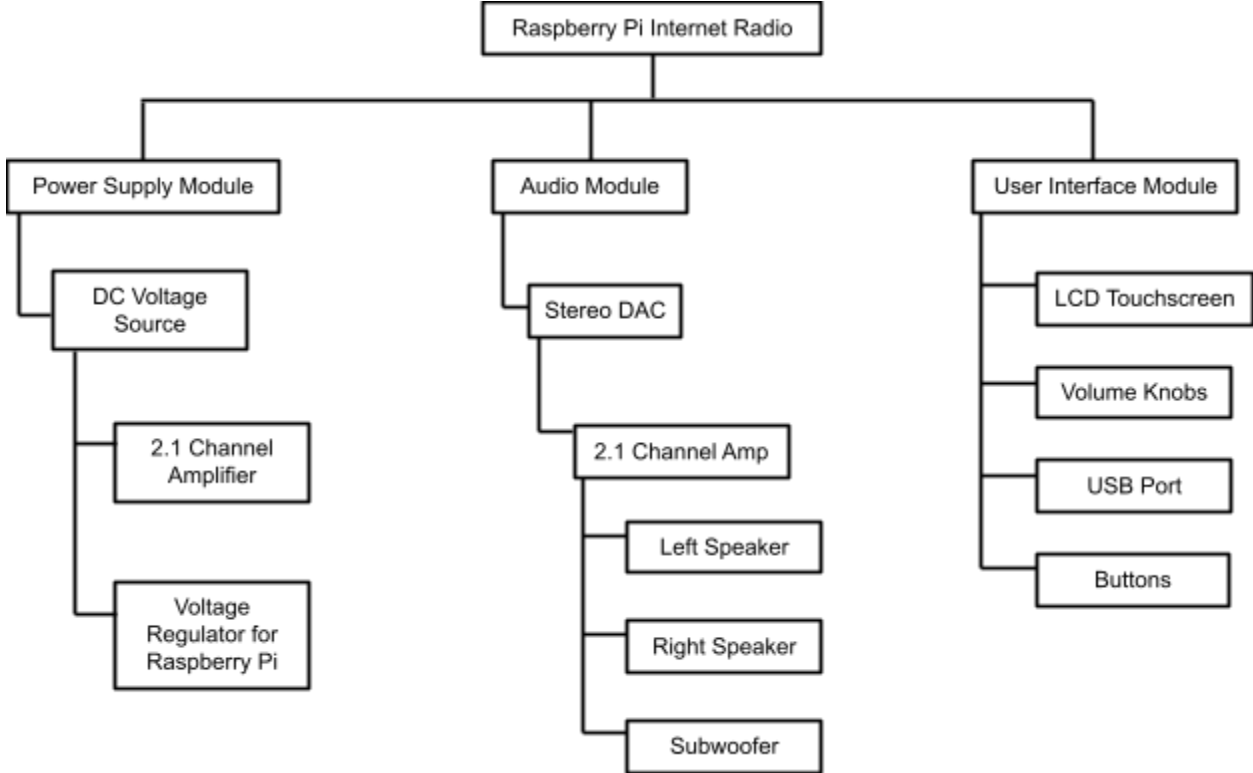 Raspberry Pi Internet Radio
Power Supply Module
Audio Module
User Interface Module
DC Voltage
Source
Stereo DAC
LCD Touchscreen
Volume Knobs
2.1 Channel
Amplifier
2.1 Channel Amp
USB Port
Left Speaker
Buttons
Voltage
Regulator for
Raspberry Pi
Right Speaker
Subwoofer